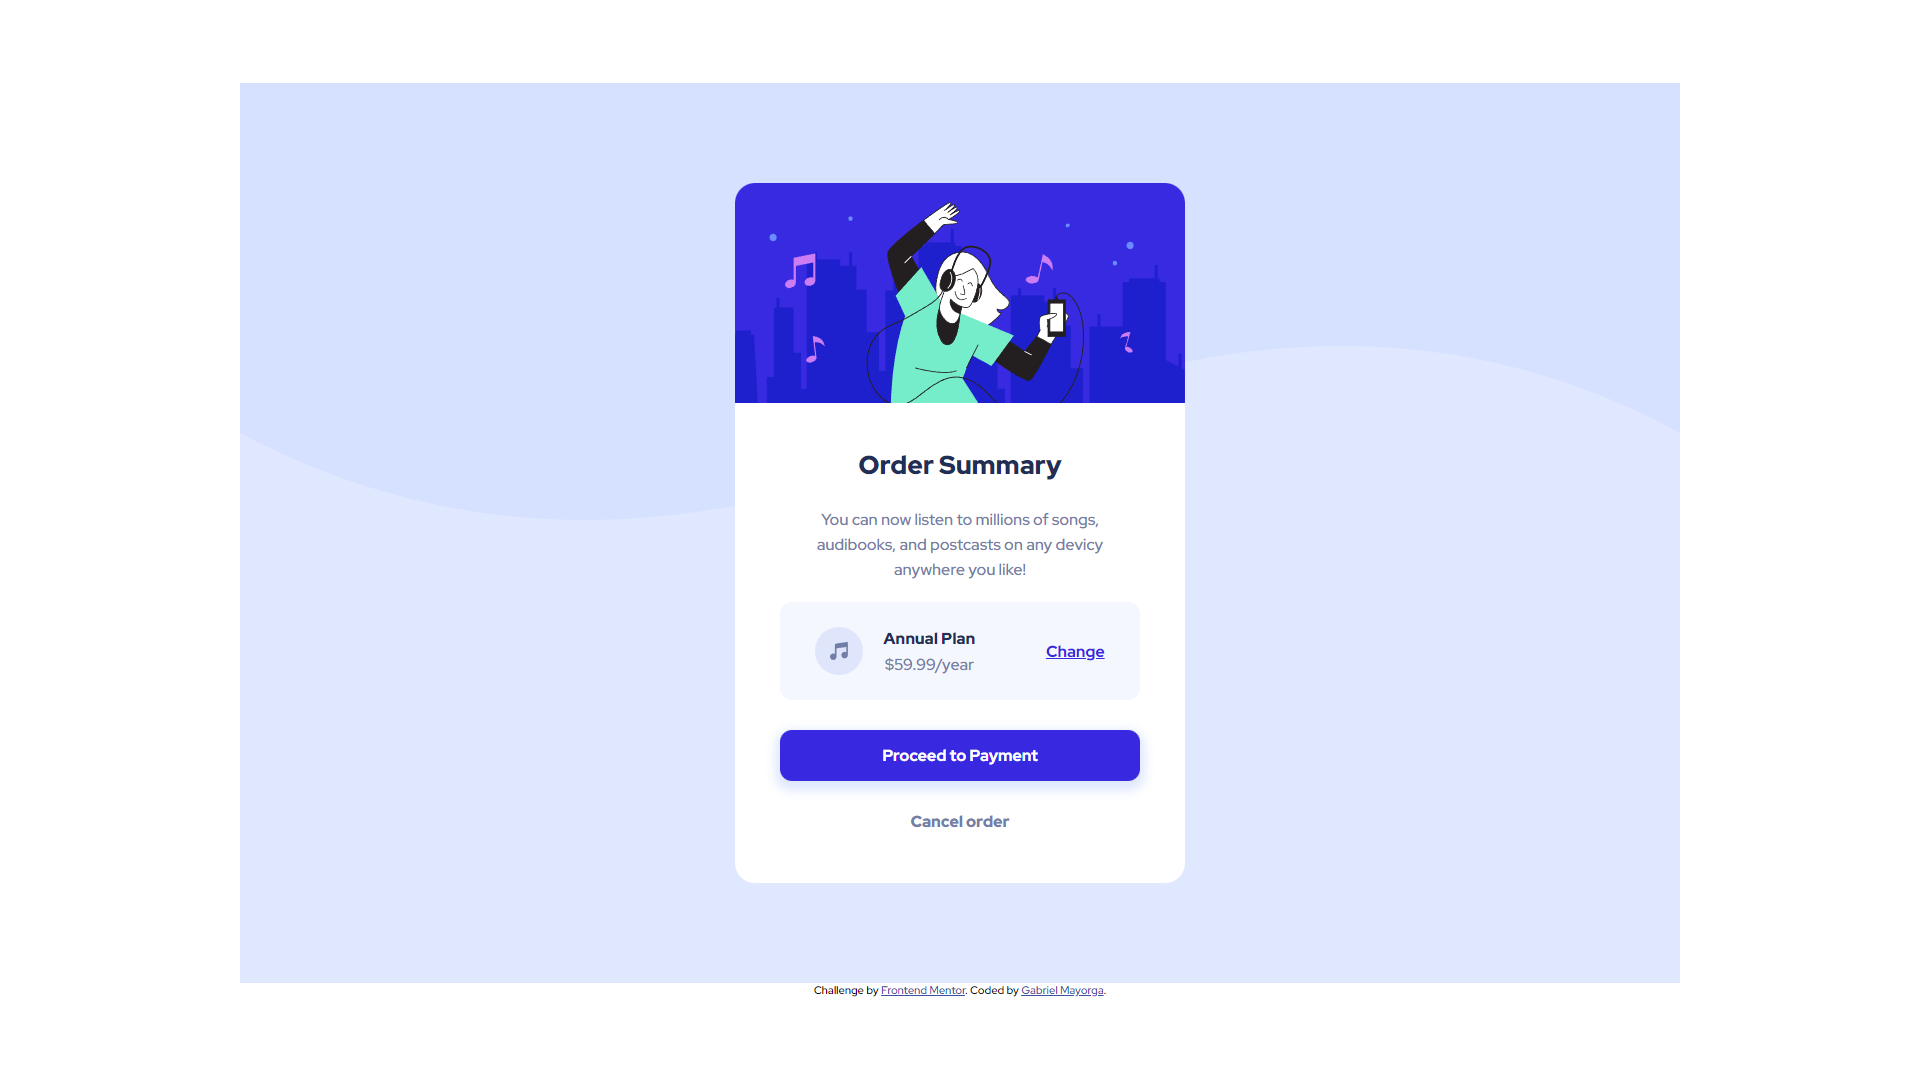 Order Summary
You can now listen to millions of songs,
audibooks, and postcasts on any devicy
anywhere you like!
Annual Plan
$59.99/year
Change
Proceed to Payment
Cancel order
Challenge by Frontend Mentor. Coded by Gabriel Mayorga.